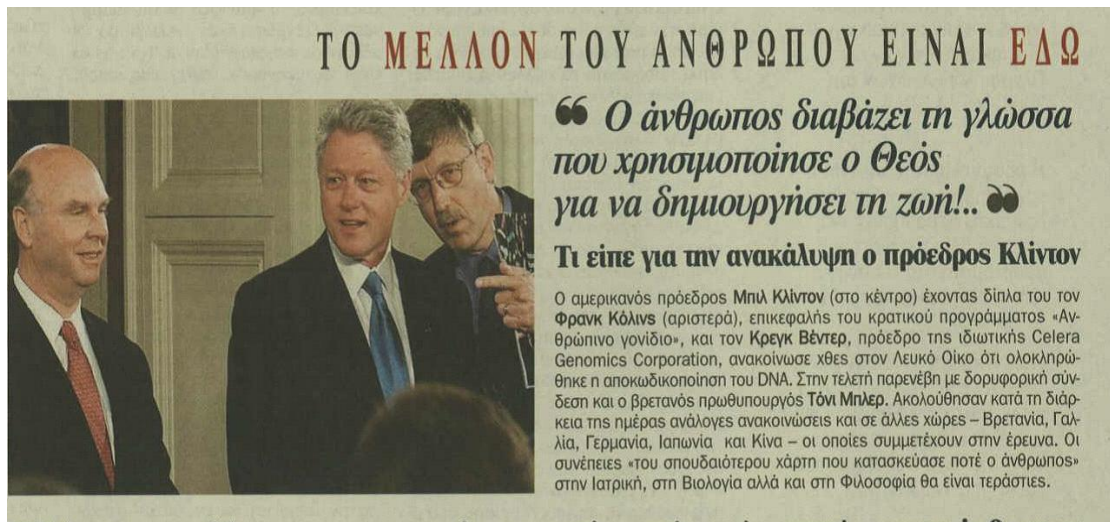 ΤΟ ΜΕΛΛΟΝ ΤΟΥ ΑΝΘΡΩΠΟΥ ΕΙΝΑΙ ΕΔΩ
❝ Ο άνθρωπος διαβάζει τη γλώσσα
που χρησιμοποίησε ο Θεός
για να δημιουργήσει τη ζωή!.. ❞
Τι είπε για την ανακάλυψη ο πρόεδρος Κλίντον
Ο αμερικανός πρόεδρος Μπιλ Κλίντον (στο κέντρο) έχοντας δίπλα του τον
Φρανκ Κόλινς (αριστερά), επικεφαλής του κρατικού προγράμματος «Αν-
θρώπινο γονίδιο», και τον Κρεγκ Βέντερ, πρόεδρο της ιδιωτικής Celera
Genomics Corporation, ανακοίνωσε χθες στον Λευκό Οίκο ότι ολοκληρώ-
θηκε η αποκωδικοποίηση του DNA. Στην τελετή παρενέβη με δορυφορική σύν-
δεση και ο βρετανός πρωθυπουργός Τόνι Μπλερ. Ακολούθησαν κατά τη διάρ-
κεια της ημέρας ανάλογες ανακοινώσεις και σε άλλες χώρες – Βρετανία, Γαλ-
λία, Γερμανία, Ιαπωνία και Κίνα – οι οποίες συμμετέχουν στην έρευνα. Οι
συνέπειες «του σπουδαιότερου χάρτη που κατασκεύασε ποτέ ο άνθρωπος»
στην Ιατρική, στη Βιολογία αλλά και στη Φιλοσοφία θα είναι τεράστιες.